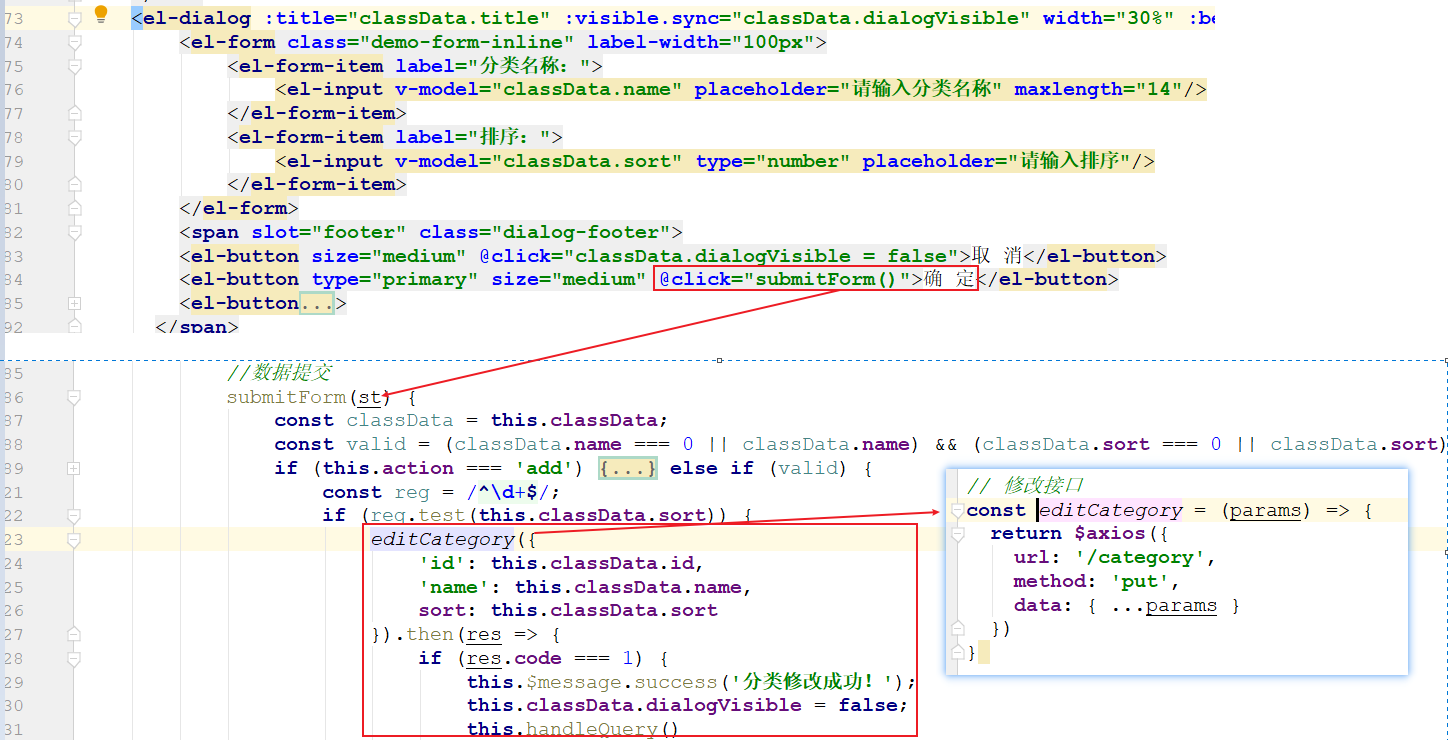 73 <el-dialog :title="classData.title" :visible.sync="classData.dialogVisible" width="30%" :be
74 <el-form class="demo-form-inline" label-width="100px">
75 <el-form-item label="分类名称：">
76 <el-input v-model="classData.name" placeholder="请输入分类名称" maxlength="14"/>
77 </el-form-item>
78 <el-form-item label="排序：">
79 <el-input v-model="classData.sort" type="number" placeholder="请输入排序"/>
80 </el-form-item>
81 </el-form>
82 <span slot="footer" class="dialog-footer">
83 <el-button size="medium" @click="classData.dialogVisible = false">取 消</el-button>
84 <el-button type="primary" size="medium" @click="submitForm()">确 定</el-button>
85 <el-button...>
92 </span>
85 //数据提交
86 submitForm(st) {
87 const classData = this.classData;
88 const valid = (classData.name === 0 || classData.name) && (classData.sort === 0 || classData.sort)
89 if (this.action === 'add') {...} else if (valid) {
21 const reg = /^\d+$/;
22 if (reg.test(this.classData.sort)) {
23 editCategory({
24 'id': this.classData.id,
25 'name': this.classData.name,
26 sort: this.classData.sort
27 }).then(res => {
28 if (res.code === 1) {
29 this.$message.success('分类修改成功！');
30 this.classData.dialogVisible = false;
31 this.handleQuery()
// 修改接口
const editCategory = (params) => {
return $axios({
url: '/category',
method: 'put',
data: { ...params }
})
}